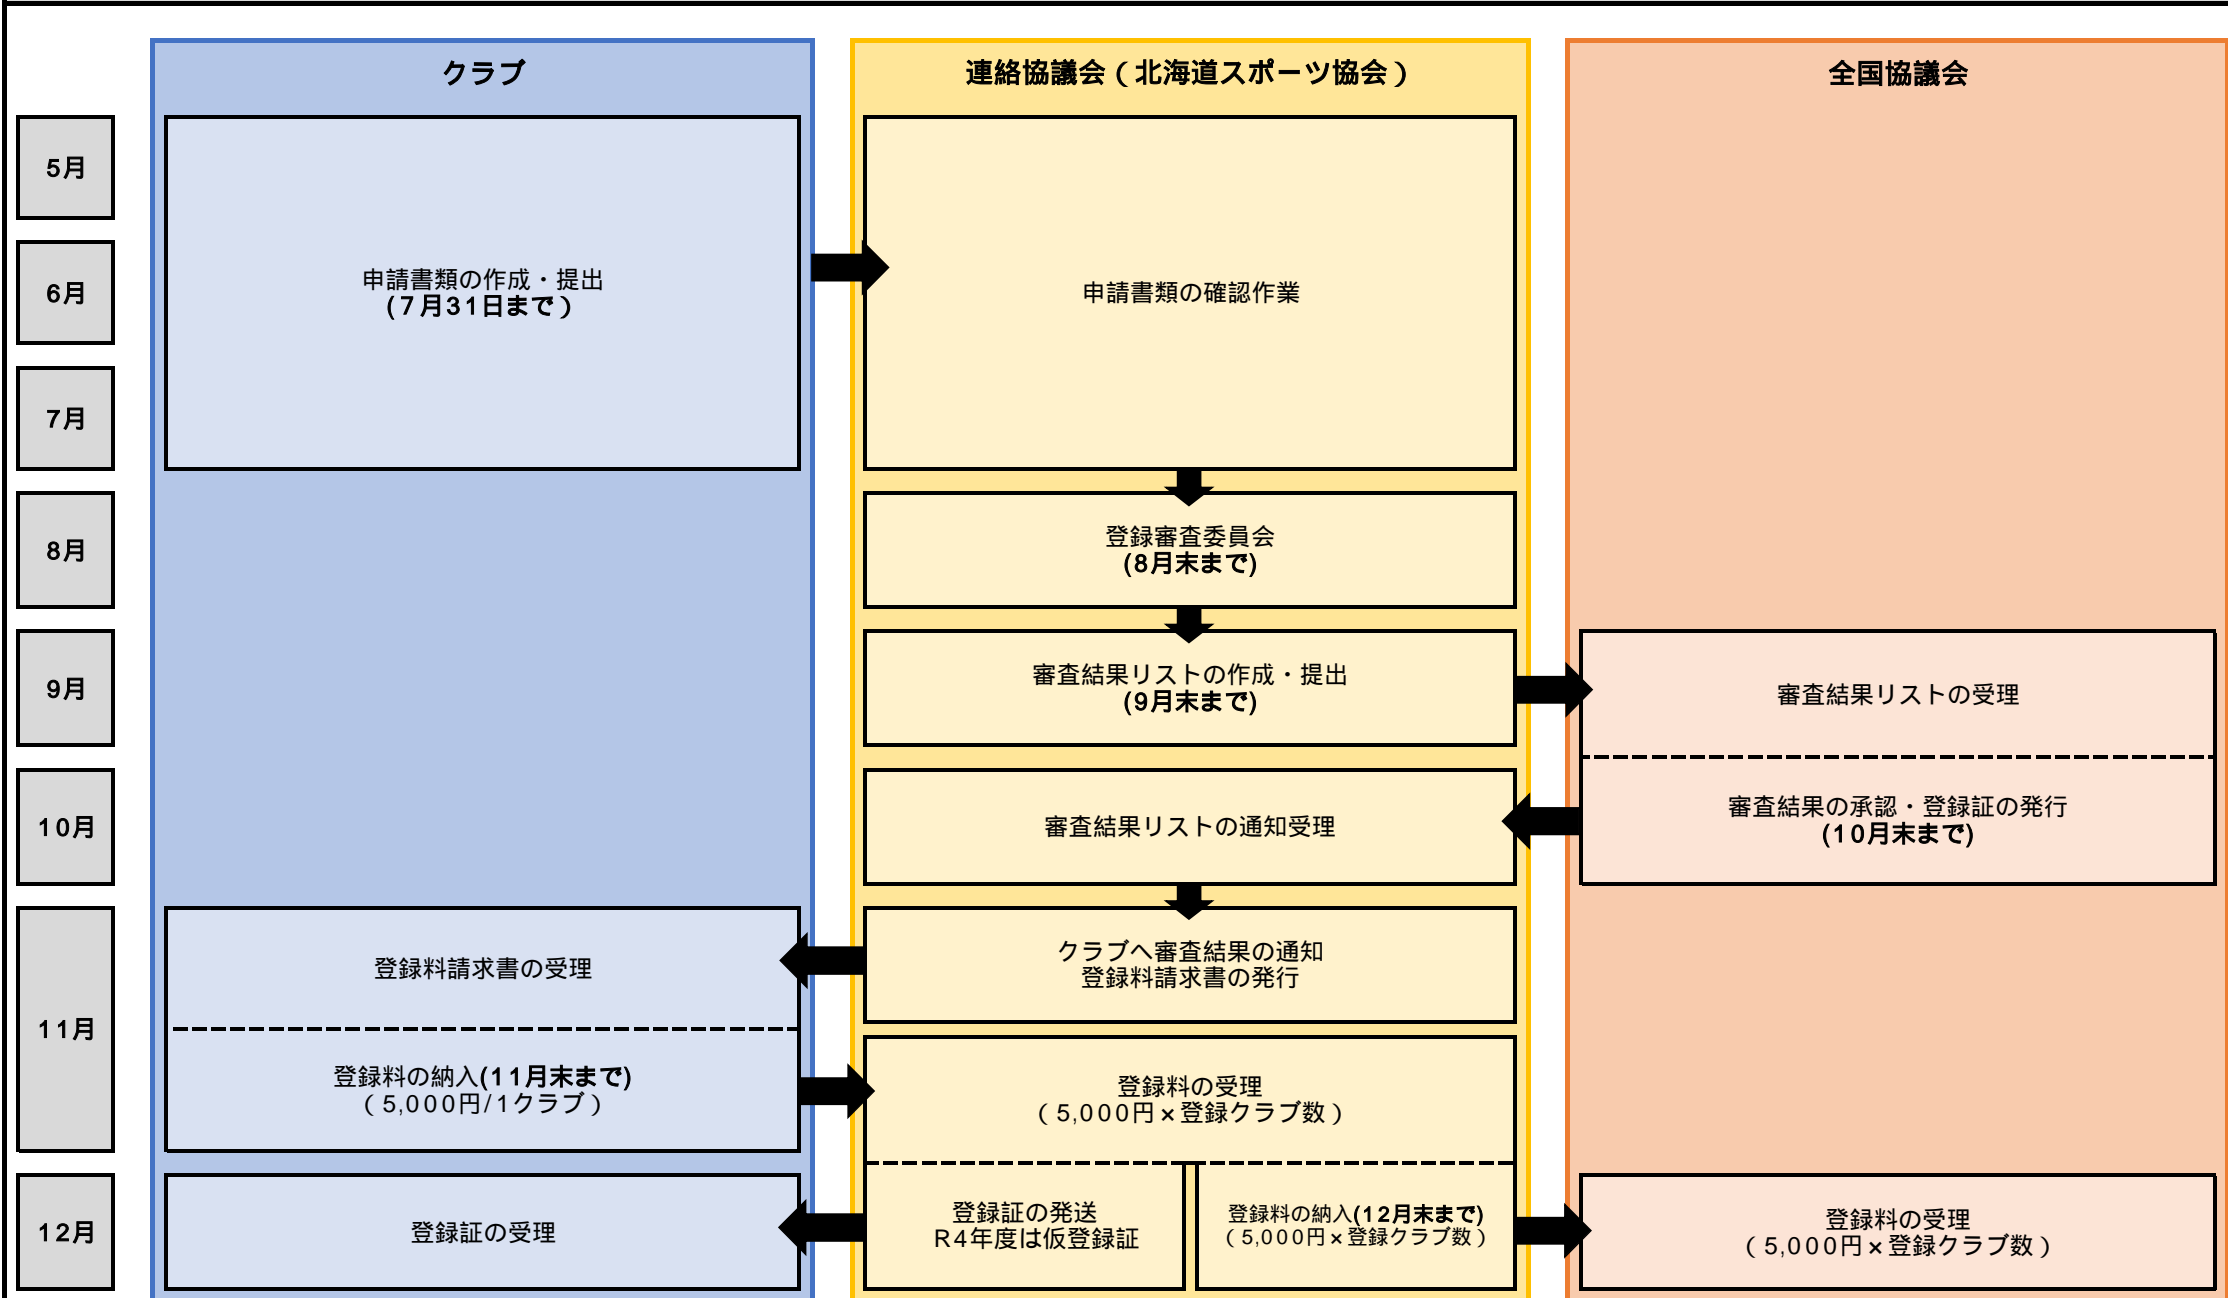 クラブ
連絡協議会（北海道スポーツ協会）
全国協議会
5月
6月
7月
申請書類の作成・提出
(7月31日まで)
申請書類の確認作業
8月
登録審査委員会
(8月末まで)
9月
審査結果リストの作成・提出
(9月末まで)
審査結果リストの受理
10月
審査結果リストの通知受理
審査結果の承認・登録証の発行
(10月末まで)
11月
登録料請求書の受理
クラブへ審査結果の通知
登録料請求書の発行
登録料の納入(11月末まで)
（5,000円/1クラブ）
登録料の受理
（5,000円×登録クラブ数）
12月
登録証の受理
登録証の発送
R4年度は仮登録証
登録料の納入(12月末まで)
（5,000円×登録クラブ数）
登録料の受理
（5,000円×登録クラブ数）